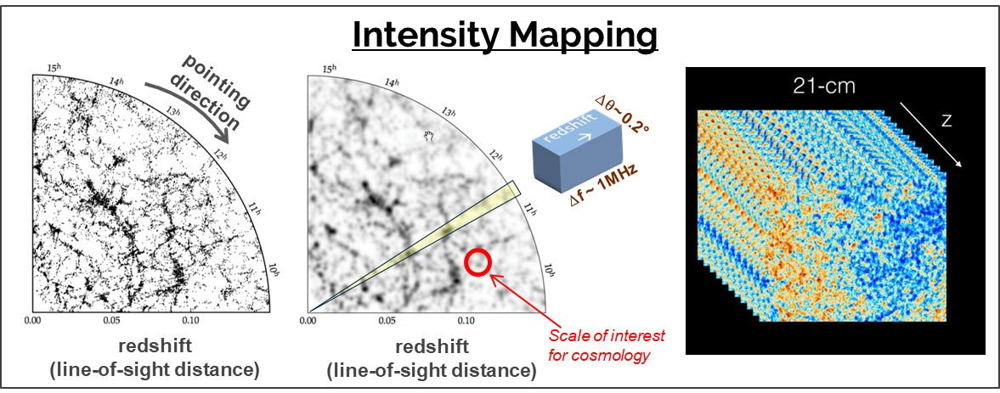 Intensity Mapping
pointing
direction
15h
14h
13h
12h
11h
10h
0.00
0.05
0.10
redshift
(line-of-sight distance)
15h
14h
13h
12h
11h
10h
0.00
0.05
0.10
redshift
(line-of-sight distance)
redshift
Δθ~0.2°
Δf~ 1MHz
Scale of interest
for cosmology
21-cm
Z